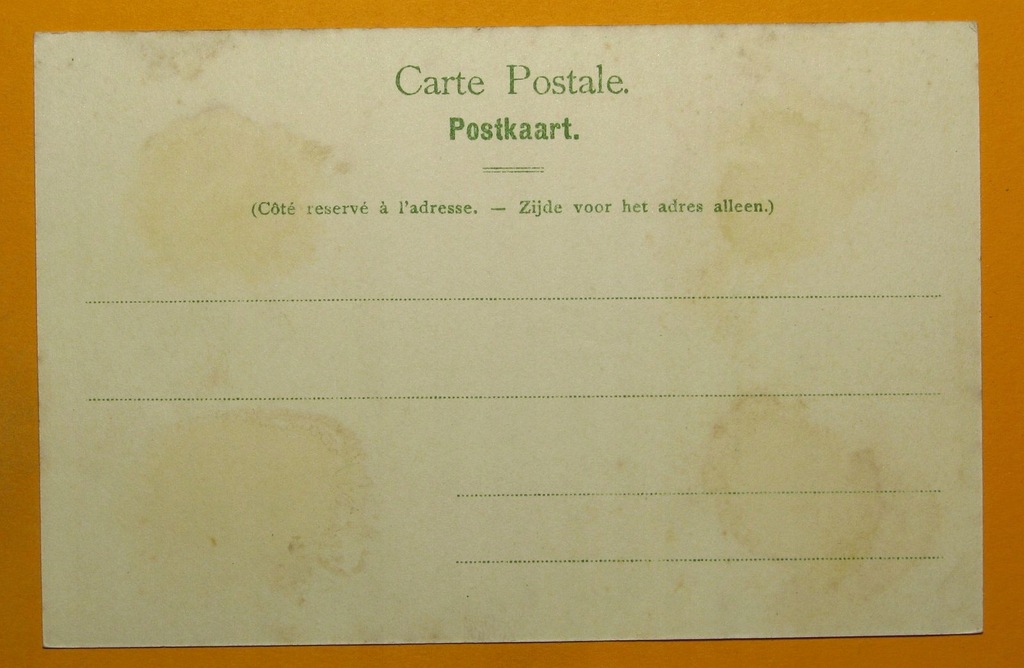 Carte Postale.
Postkaart.
(Côté reservé à l'adresse. — Zijde voor het adres alleen.)